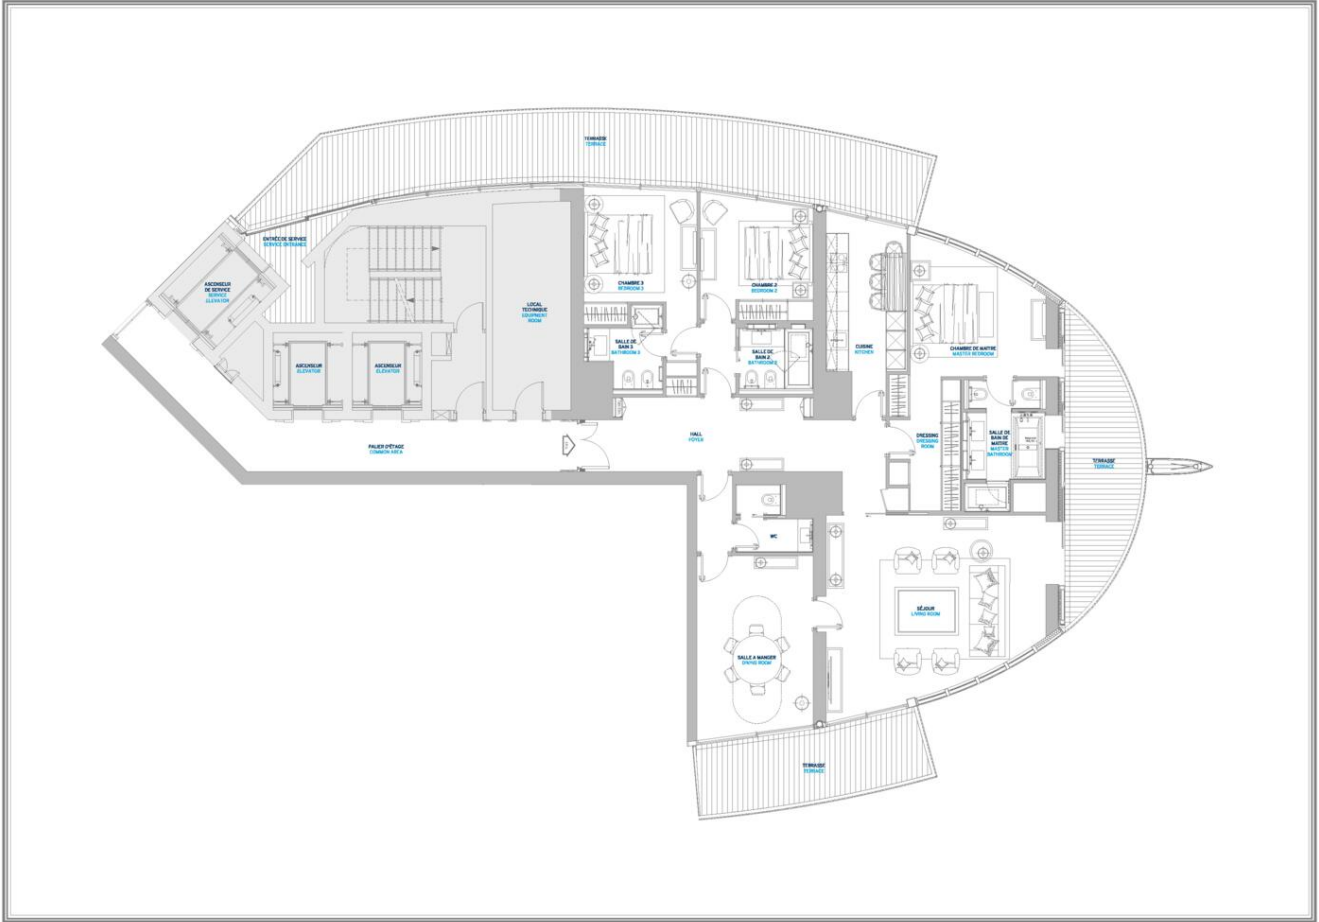 TERRASSE
TERRACE
ENTRÉE DE SERVICE
SERVICE ENTRANCE
ASCENSEUR
DE SERVICE
SERVICE
ELEVATOR
CHAMBRE 3
BEDROOM 3
CHAMBRE 2
BEDROOM 2
LOCAL
TECHNIQUE
EQUIPMENT
ROOM
SALLE DE
BAIN 3
BATHROOM 3
SALLE DE
BAIN 2
BATHROOM 2
CUISINE
KITCHEN
CHAMBRE DE MAITRE
MASTER BEDROOM
ASCENSEUR
ELEVATOR
ASCENSEUR
ELEVATOR
PALIER D'ÉTAGE
COMMON AREA
HALL
FOYER
DRESSING
DRESSING
ROOM
SALLE DE
BAIN DE
MAITRE
MASTER
BATHROOM
TERRASSE
TERRACE
WC
SÉJOUR
LIVING ROOM
SALLE A MANGER
DINING ROOM
TERRASSE
TERRACE